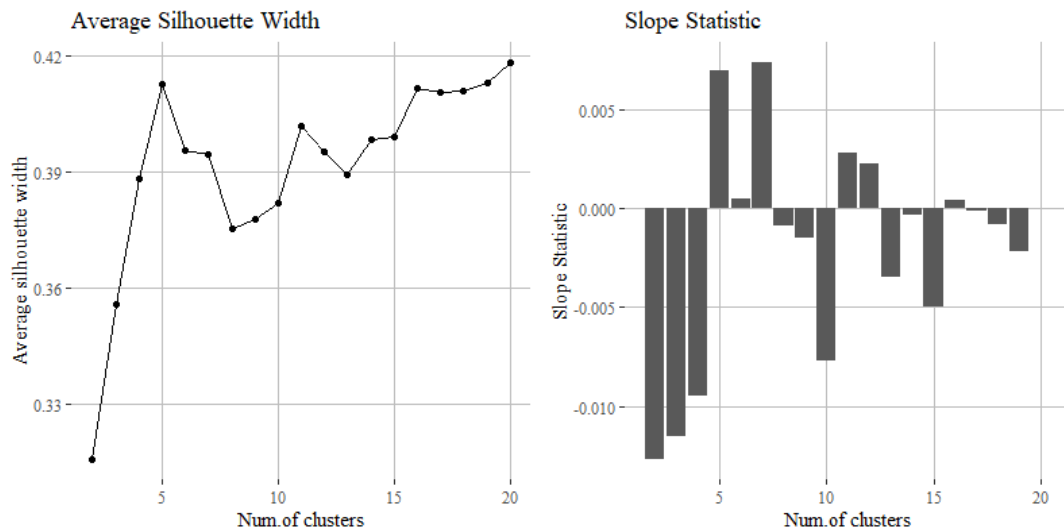 Average Silhouette Width
Average silhouette width
0.42
0.39
0.36
0.33
5
10
15
20
Num.of clusters
Slope Statistic
Slope Statistic
0.005
0.000
-0.005
-0.010
5
10
15
20
Num.of clusters